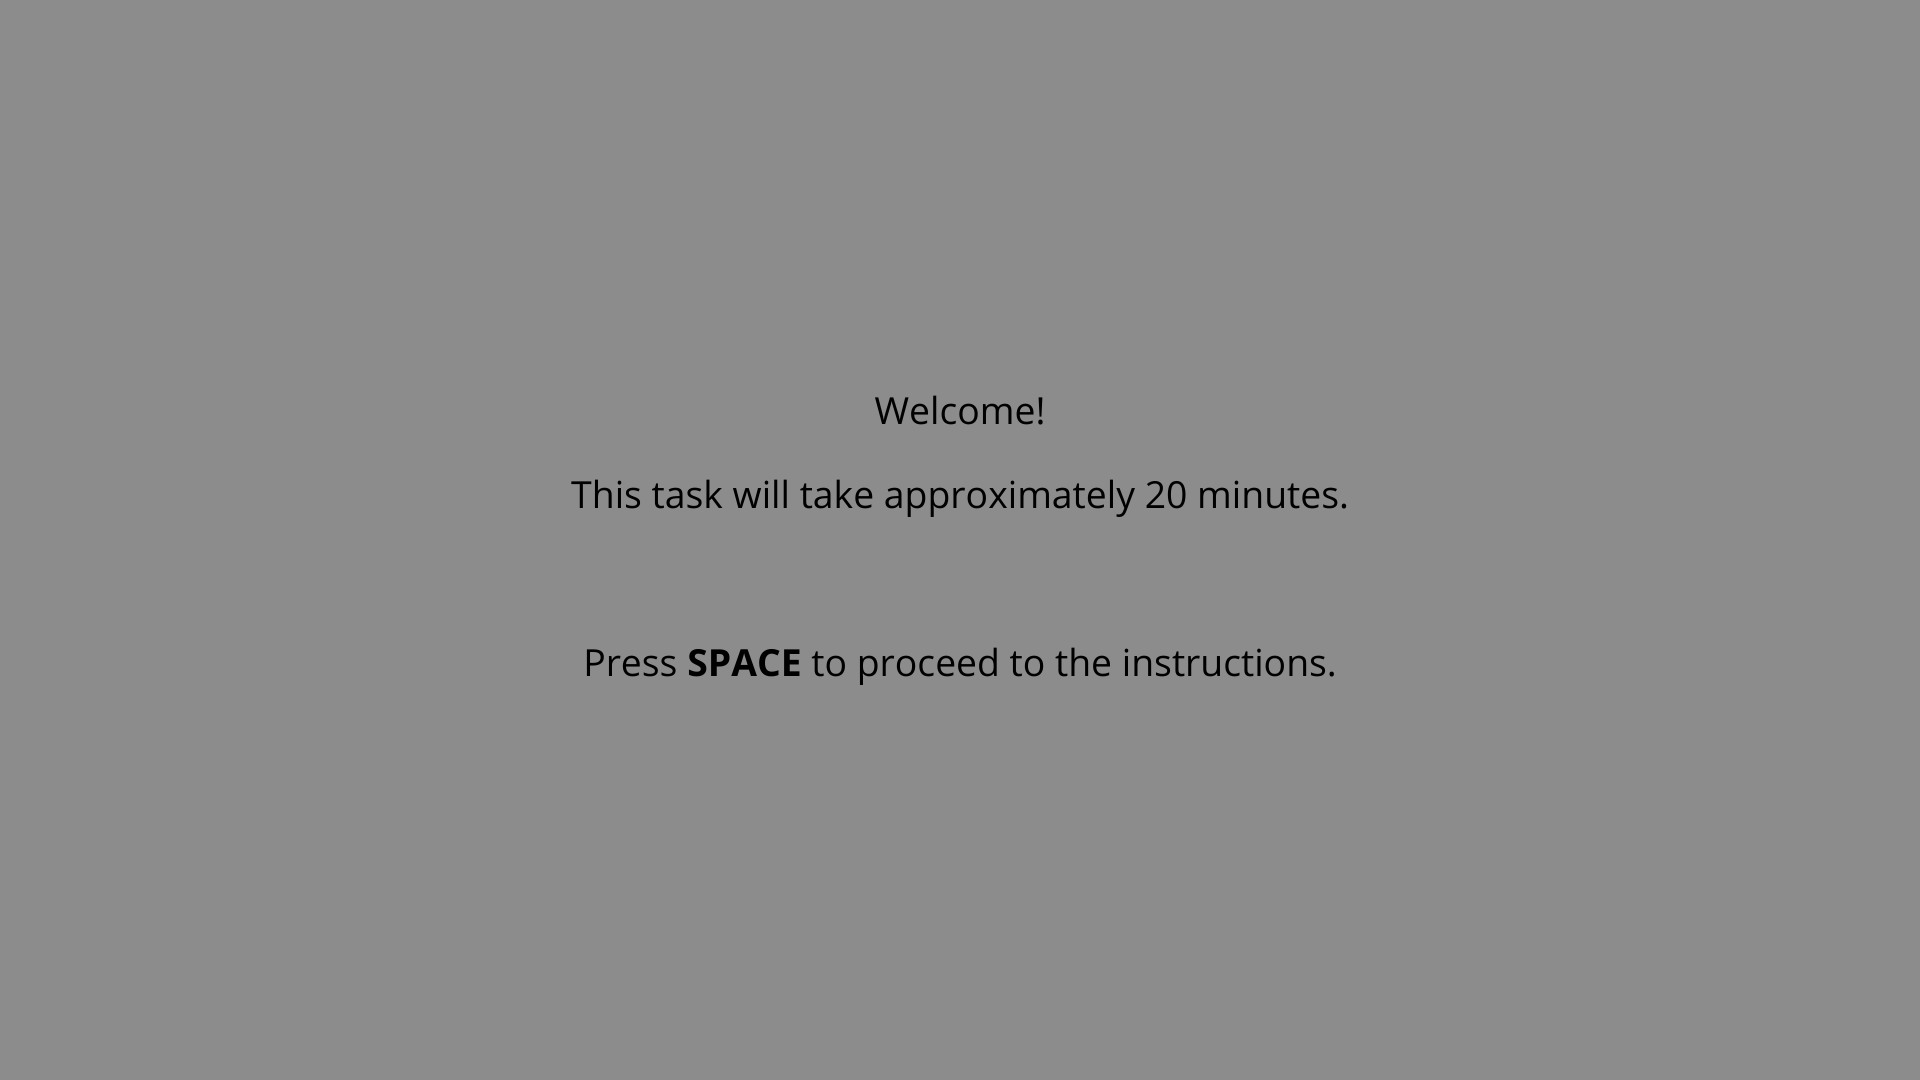 Welcome!
This task will take approximately 20 minutes.
Press SPACE to proceed to the instructions.